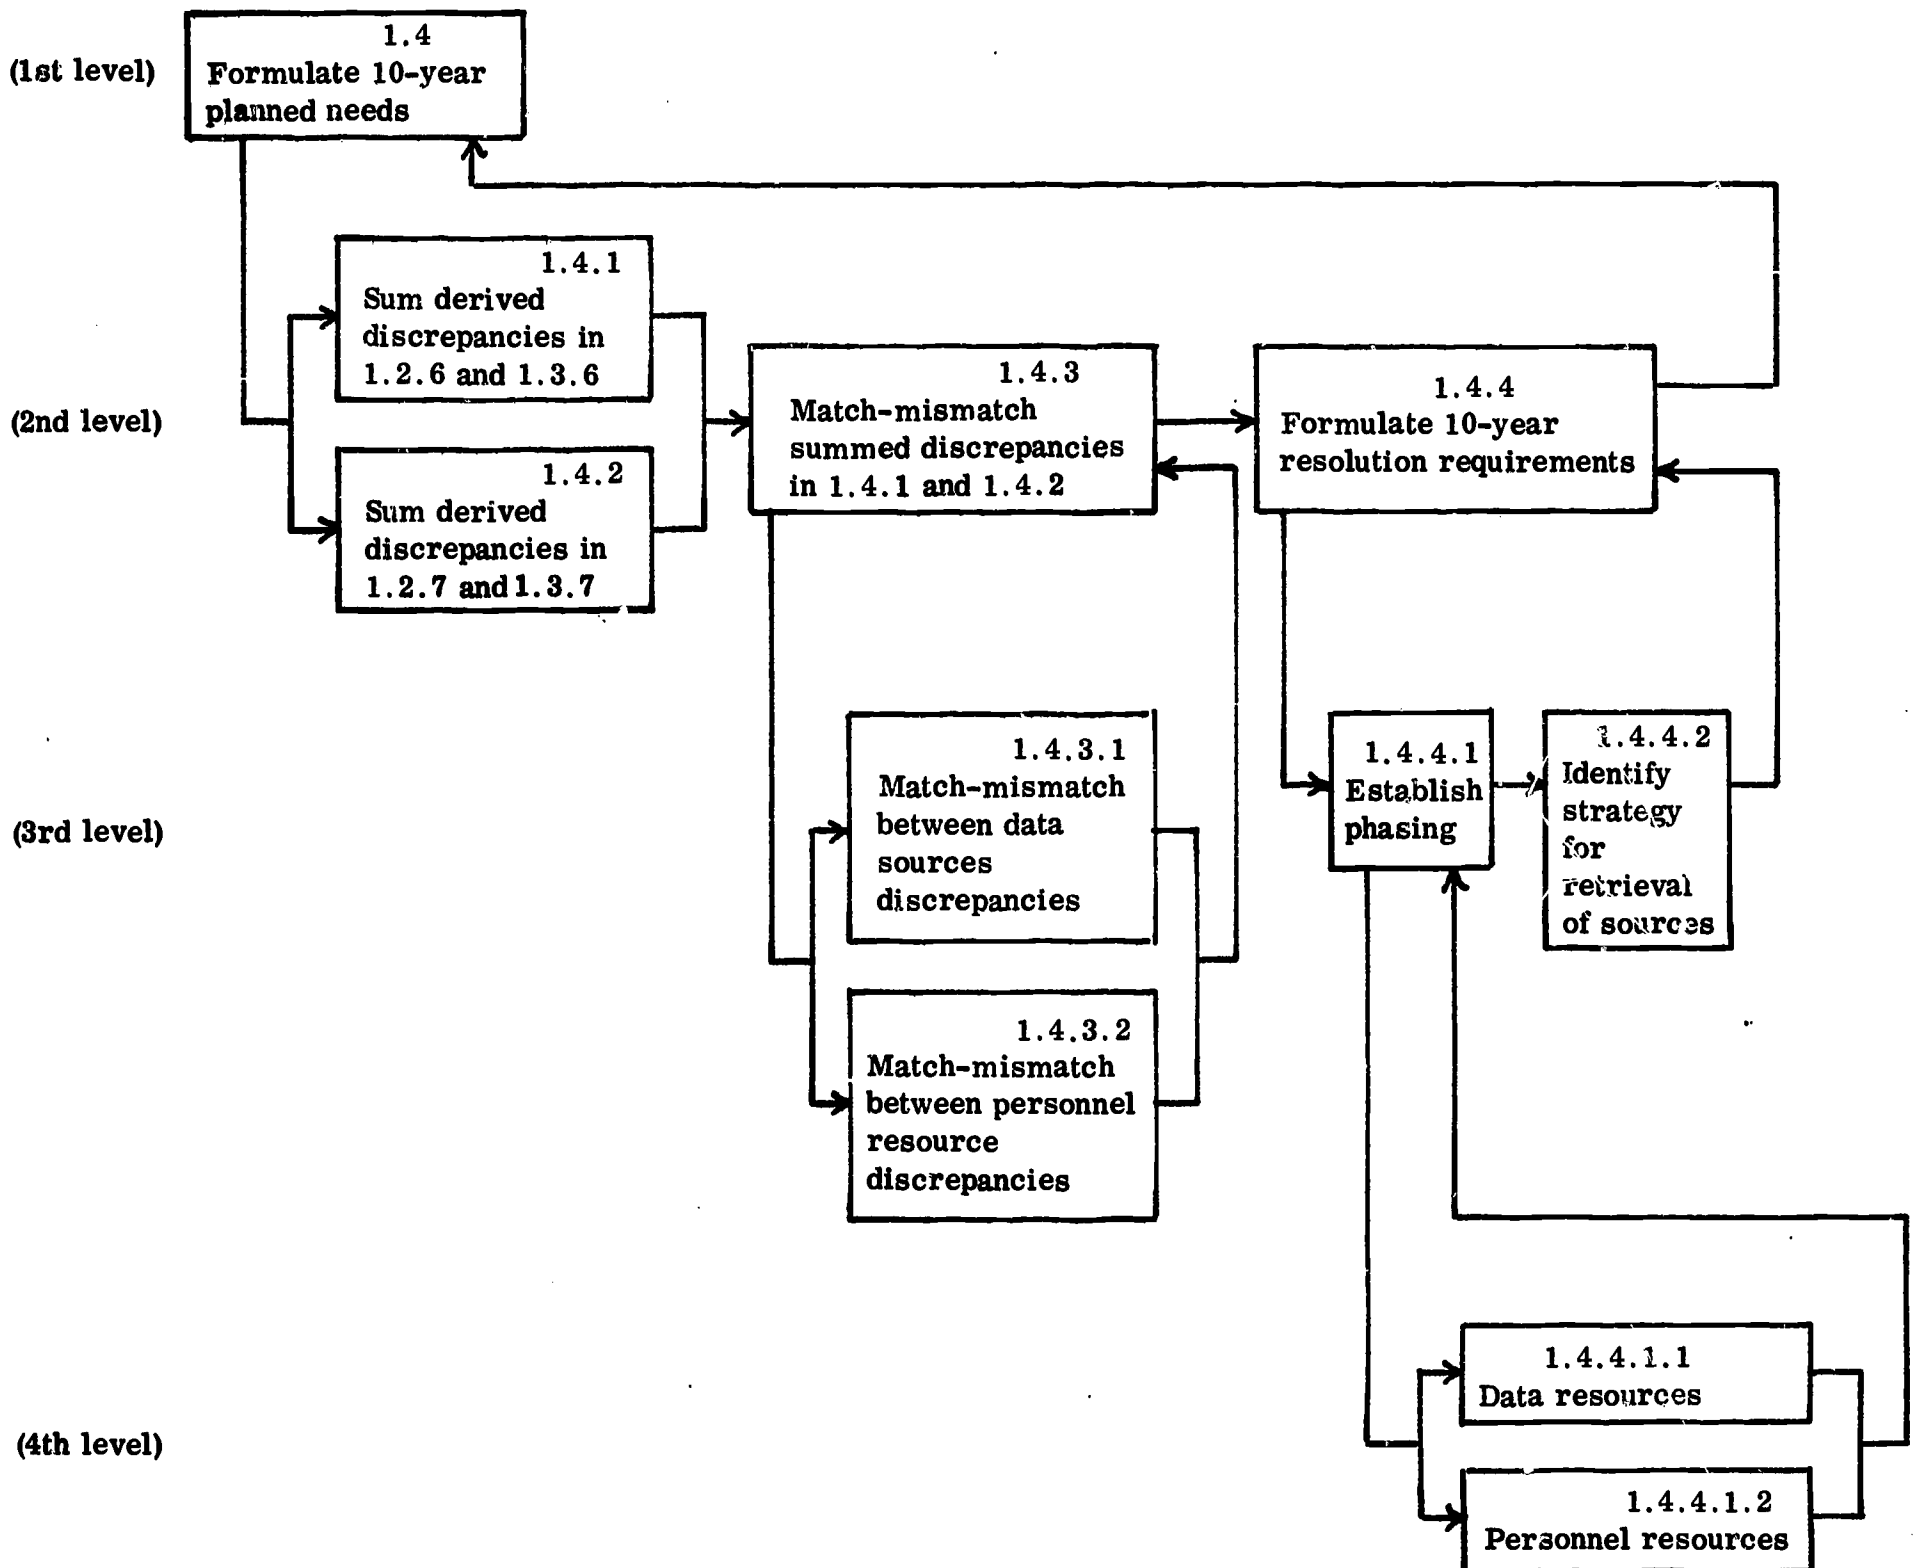 (1st level)
1.4
Formulate 10-year
planned needs
(2nd level)
1.4.1
Sum derived
discrepancies in
1.2.6 and 1.3.6
1.4.2
Sum derived
discrepancies in
1.2.7 and 1.3.7
1.4.3
Match-mismatch
summed discrepancies
in 1.4.1 and 1.4.2
1.4.4
Formulate 10-year
resolution requirements
(3rd level)
1.4.3.1
Match-mismatch
between data
sources
discrepancies
1.4.3.2
Match-mismatch
between personnel
resource
discrepancies
1.4.4.1
Establish
phasing
1.4.4.2
Identify
strategy
for
retrieval
of sources
(4th level)
1.4.4.1.1
Data resources
1.4.4.1.2
Personnel resources